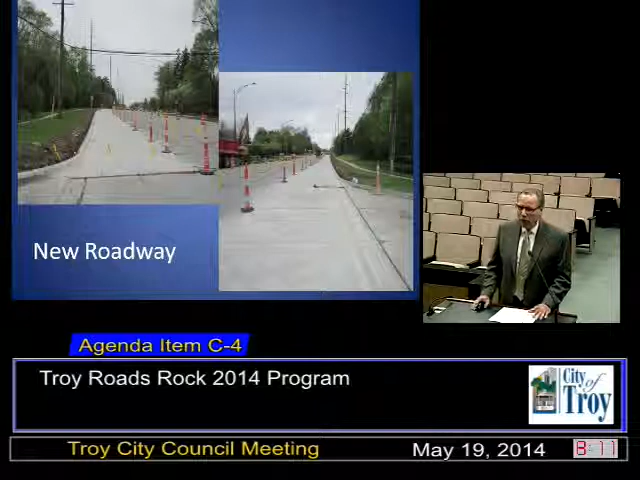 New Roadway
Agenda Item C-4
Troy Roads Rock 2014 Program
City
of
Troy
Troy City Council Meeting
May 19, 2014
8:11